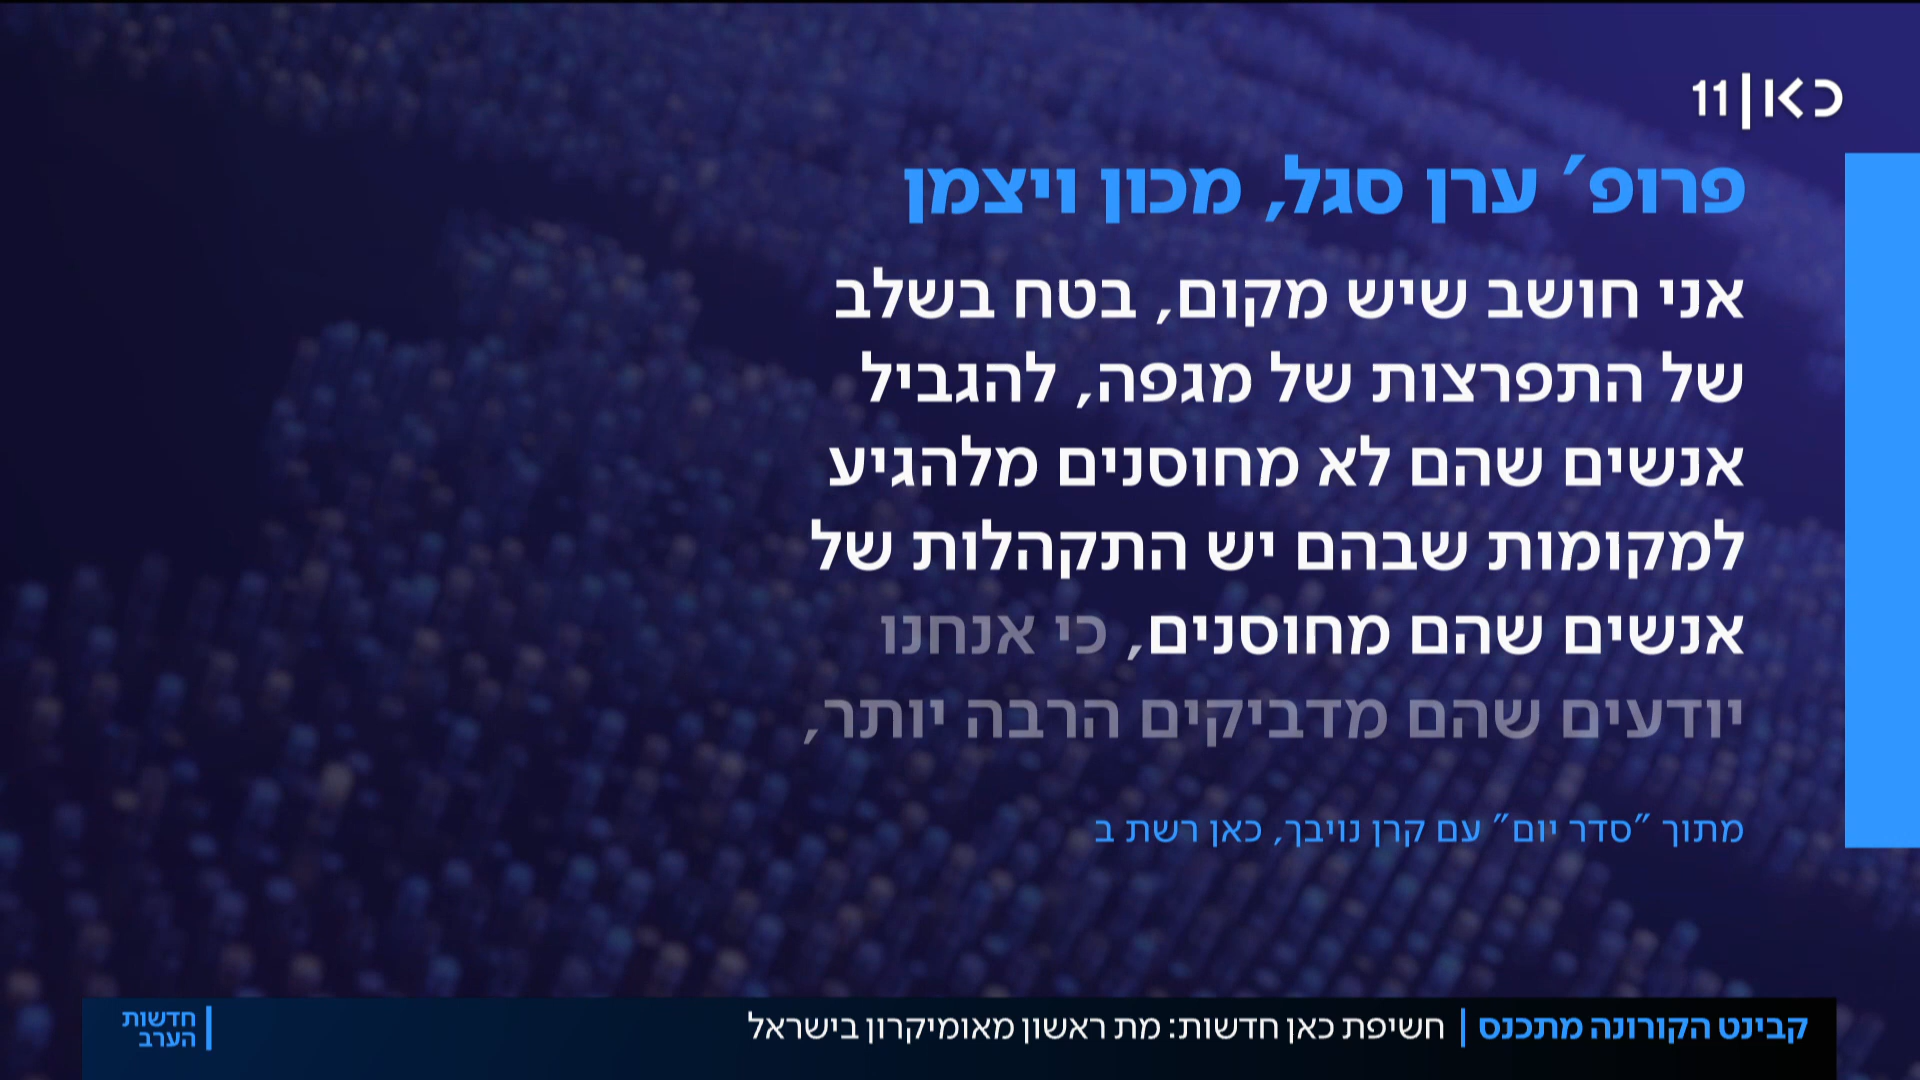 כאן | 11
פרופ׳ ערן סגל, מכון ויצמן
אני חושב שיש מקום, בטח בשלב
של התפרצות של מגפה, להגביל
אנשים שהם לא מחוסנים מלהגיע
למקומות שבהם יש התקהלות של
אנשים שהם מחוסנים, כי אנחנו
יודעים שהם מדביקים הרבה יותר,
מתוך ״סדר יום״ עם קרן נויבך, כאן רשת ב
קבינט הקורונה מתכנס | חשיפת כאן חדשות: מת ראשון מאומיקרון בישראל
חדשות
הערב